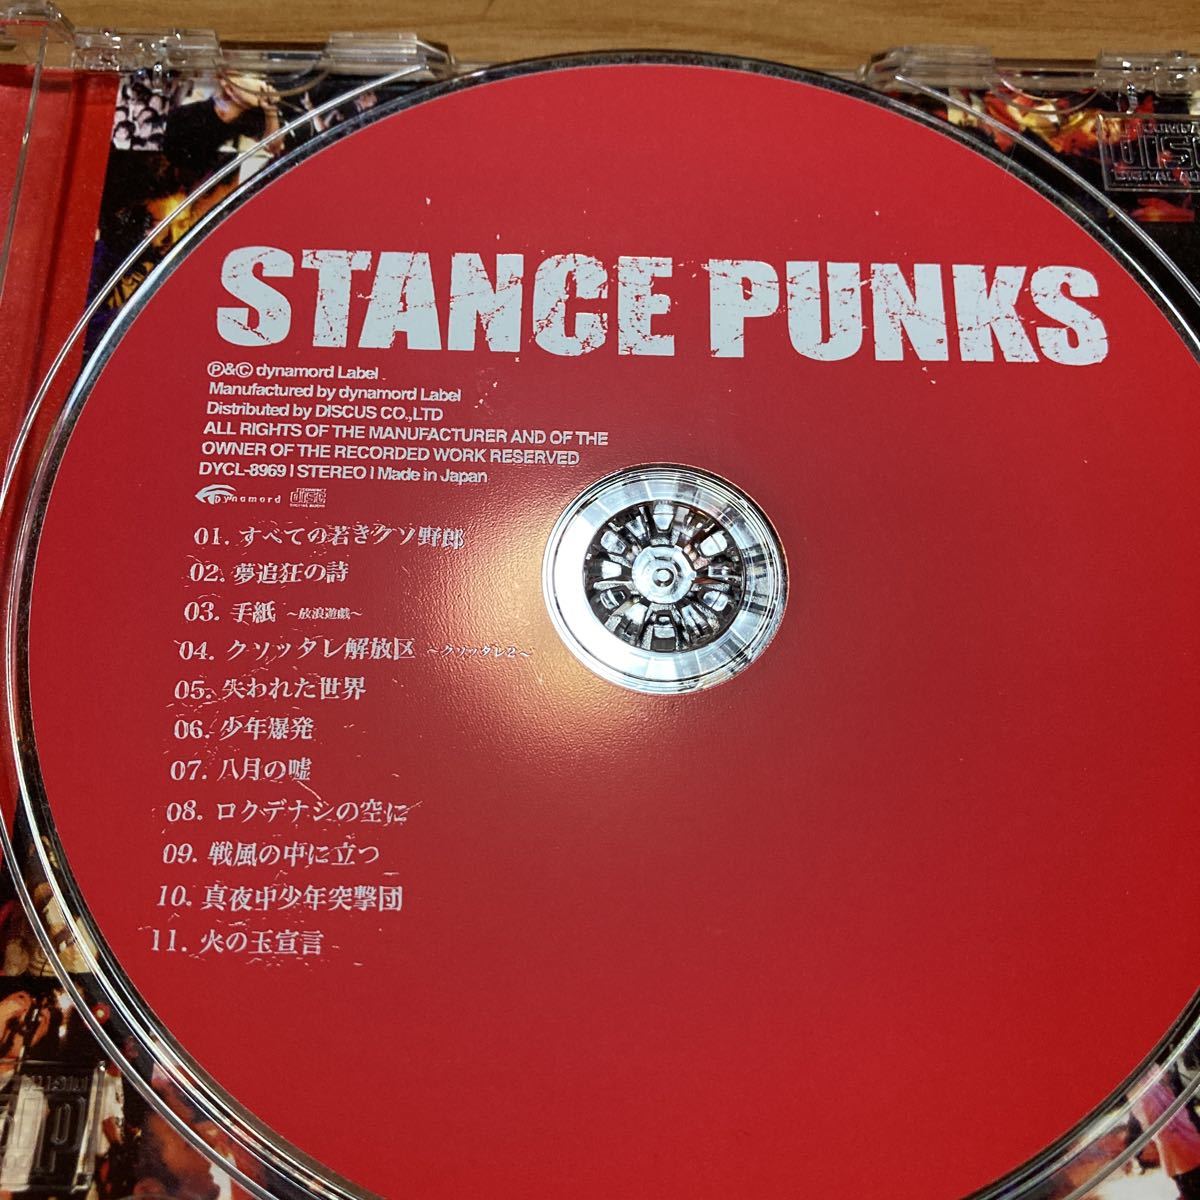 STANCE PUNKS
Ⓟ&Ⓒ dynamord Label
Manufactured by dynamord Label
Distributed by DISCUS CO.,LTD
ALL RIGHTS OF THE MANUFACTURER AND OF THE
OWNER OF THE RECORDED WORK RESERVED
DYCL-8969 | STEREO | Made in Japan
Dynamord COMPACT disc DIGITAL AUDIO
01. すべての若きクソ野郎
02. 夢追狂の詩
03. 手紙 ～放浪遊戯～
04. クソッタレ解放区 ～クソッタレ2～
05. 失われた世界
06. 少年爆発
07. 八月の嘘
08. ロクデナシの空に
09. 戦風の中に立つ
10. 真夜中少年突撃団
11. 火の玉宣言